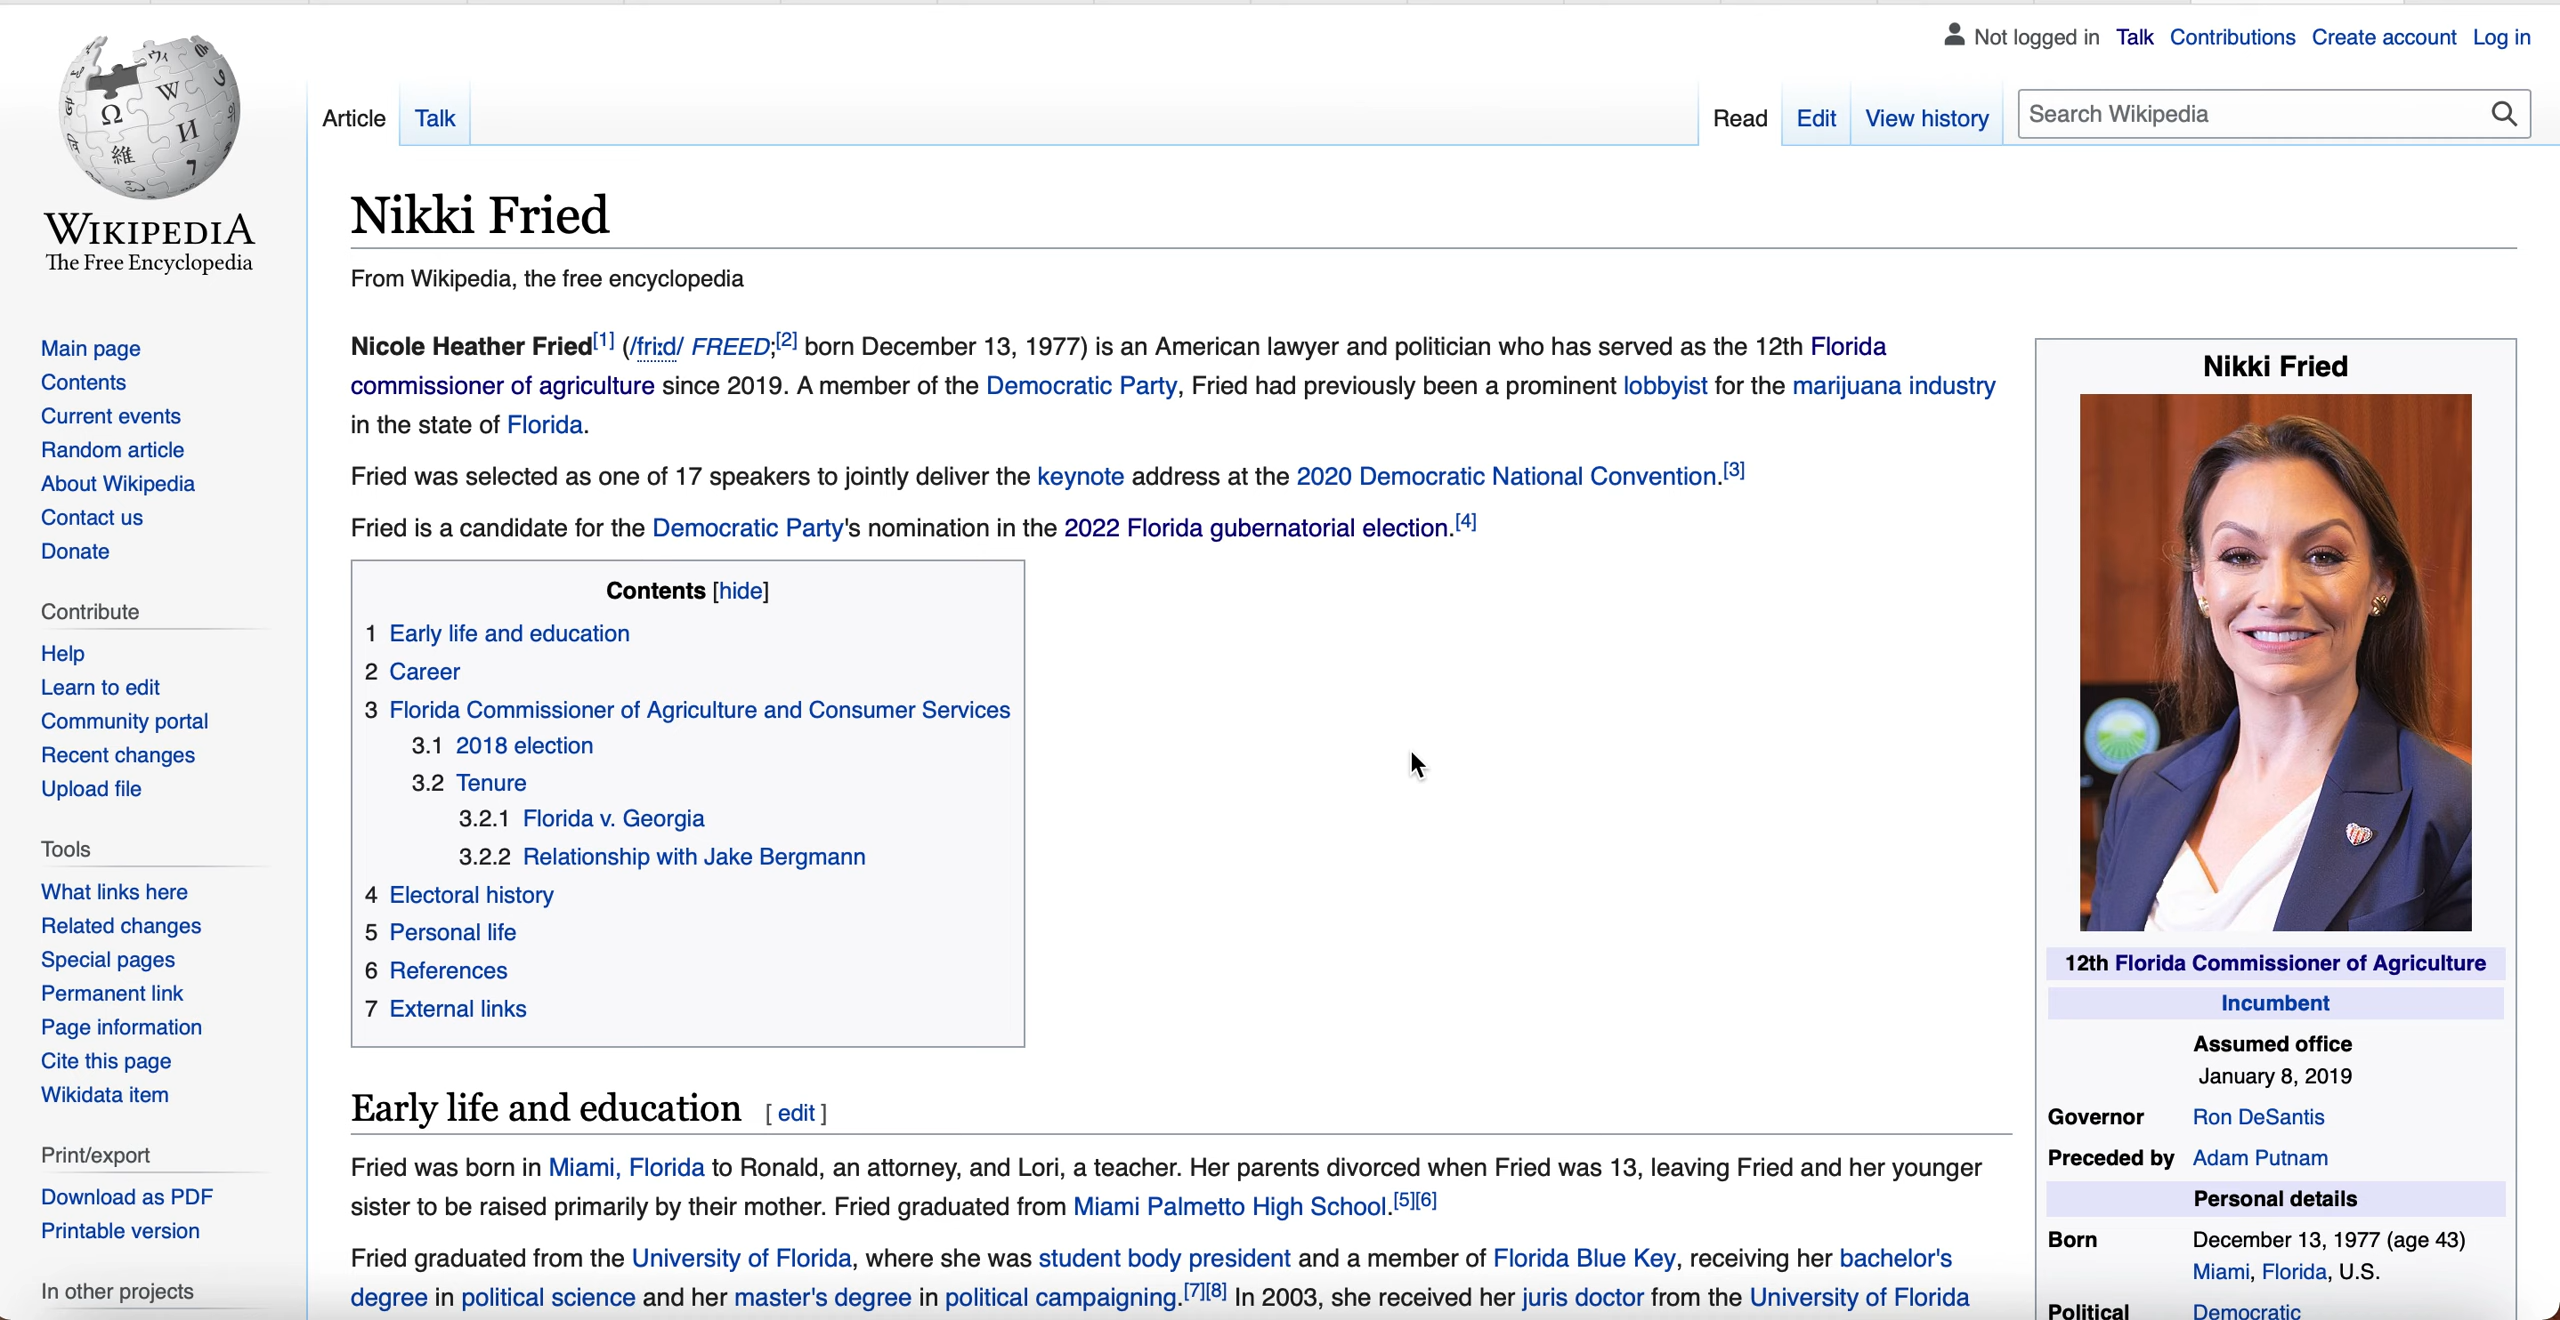 Not logged in Talk Contributions Create account Log in
Article Talk Read Edit View history Search Wikipedia
WIKIPEDIA
The Free Encyclopedia
Main page
Contents
Current events
Random article
About Wikipedia
Contact us
Donate
Contribute
Help
Learn to edit
Community portal
Recent changes
Upload file
Tools
What links here
Related changes
Special pages
Permanent link
Page information
Cite this page
Wikidata item
Print/export
Download as PDF
Printable version
In other projects
Nikki Fried
From Wikipedia, the free encyclopedia
Nicole Heather Fried[1] (/friːd/ FREED;[2] born December 13, 1977) is an American lawyer and politician who has served as the 12th Florida
commissioner of agriculture since 2019. A member of the Democratic Party, Fried had previously been a prominent lobbyist for the marijuana industry
in the state of Florida.
Fried was selected as one of 17 speakers to jointly deliver the keynote address at the 2020 Democratic National Convention.[3]
Fried is a candidate for the Democratic Party's nomination in the 2022 Florida gubernatorial election.[4]
Contents [hide]
1 Early life and education
2 Career
3 Florida Commissioner of Agriculture and Consumer Services
3.1 2018 election
3.2 Tenure
3.2.1 Florida v. Georgia
3.2.2 Relationship with Jake Bergmann
4 Electoral history
5 Personal life
6 References
7 External links
Early life and education [ edit ]
Fried was born in Miami, Florida to Ronald, an attorney, and Lori, a teacher. Her parents divorced when Fried was 13, leaving Fried and her younger
sister to be raised primarily by their mother. Fried graduated from Miami Palmetto High School.[5][6]
Fried graduated from the University of Florida, where she was student body president and a member of Florida Blue Key, receiving her bachelor's
degree in political science and her master's degree in political campaigning.[7][8] In 2003, she received her juris doctor from the University of Florida
Nikki Fried
12th Florida Commissioner of Agriculture
Incumbent
Assumed office
January 8, 2019
Governor Ron DeSantis
Preceded by Adam Putnam
Personal details
Born December 13, 1977 (age 43)
Miami, Florida, U.S.
Political Democratic